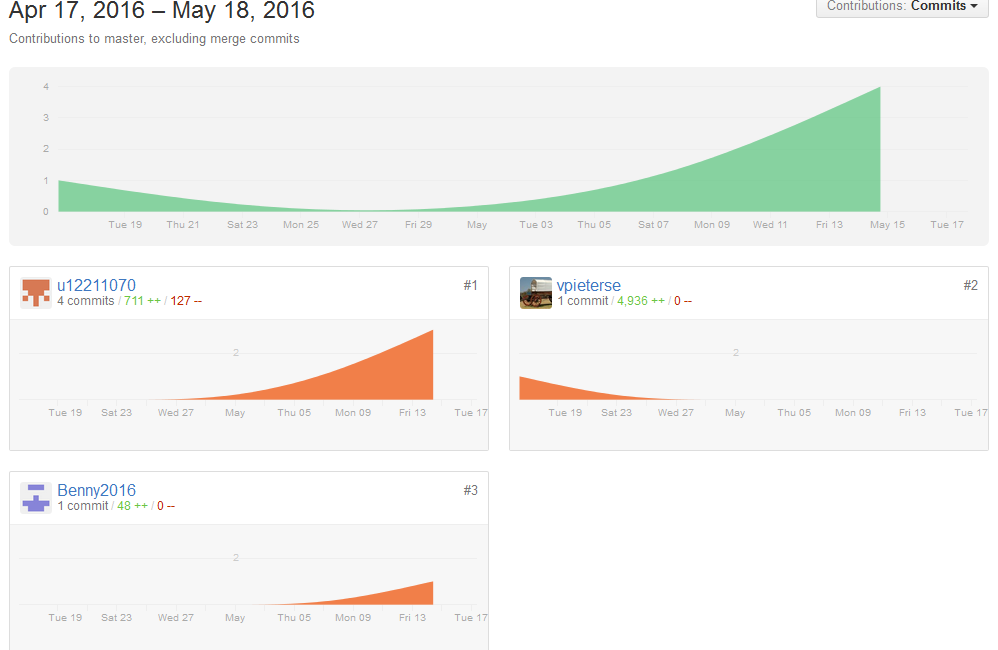 Apr 17, 2016 – May 18, 2016
Contributions: Commits
Contributions to master, excluding merge commits
4
3
2
1
0
Tue 19 Thu 21 Sat 23 Mon 25 Wed 27 Fri 29 May Tue 03 Thu 05 Sat 07 Mon 09 Wed 11 Fri 13 May 15 Tue 17
u12211070 #1
4 commits / 711 ++ / 127 --
2
Tue 19 Sat 23 Wed 27 May Thu 05 Mon 09 Fri 13 Tue 17
vpieterse #2
1 commit / 4,936 ++ / 0 --
2
Tue 19 Sat 23 Wed 27 May Thu 05 Mon 09 Fri 13 Tue 17
Benny2016 #3
1 commit / 48 ++ / 0 --
2
Tue 19 Sat 23 Wed 27 May Thu 05 Mon 09 Fri 13 Tue 17